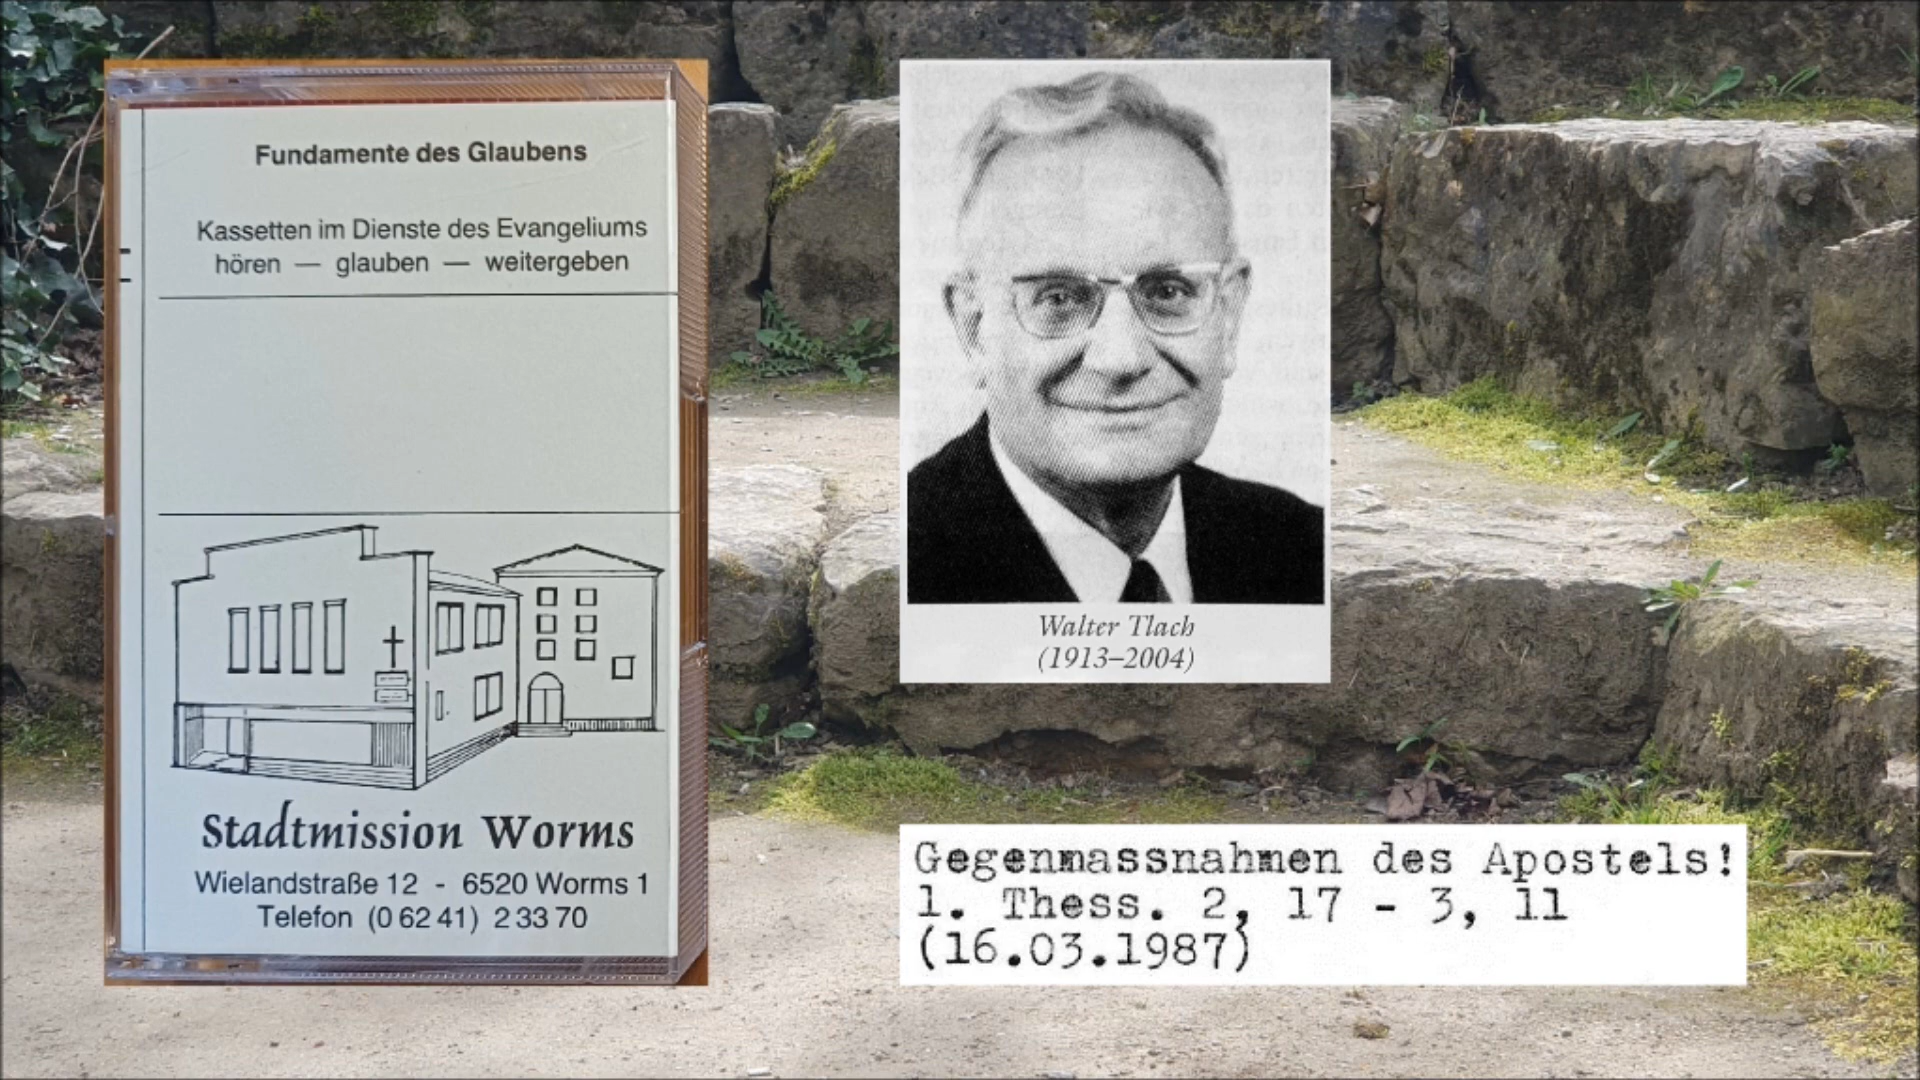 Fundamente des Glaubens
Kassetten im Dienste des Evangeliums
hören — glauben — weitergeben
Stadtmission Worms
Wielandstraße 12 - 6520 Worms 1
Telefon (0 62 41) 2 33 70
Walter Tlach
(1913–2004)
Gegenmassnahmen des Apostels!
1. Thess. 2, 17 - 3, 11
(16.03.1987)